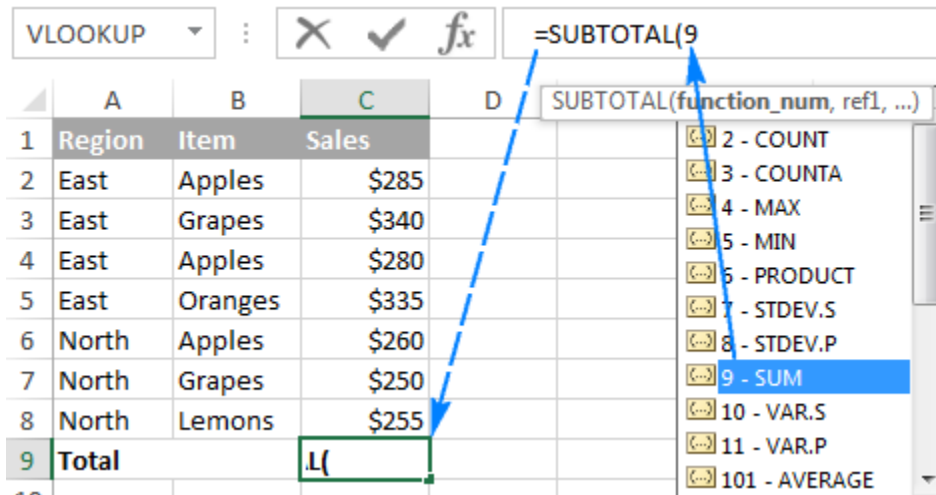 VLOOKUP fx =SUBTOTAL(9
SUBTOTAL(function_num, ref1, ...)
A B C D
1 Region Item Sales
2 East Apples $285
3 East Grapes $340
4 East Apples $280
5 East Oranges $335
6 North Apples $260
7 North Grapes $250
8 North Lemons $255
9 Total .L(
(...) 2 - COUNT
(...) 3 - COUNTA
(...) 4 - MAX
(...) 5 - MIN
(...) 6 - PRODUCT
(...) 7 - STDEV.S
(...) 8 - STDEV.P
(...) 9 - SUM
(...) 10 - VAR.S
(...) 11 - VAR.P
(...) 101 - AVERAGE